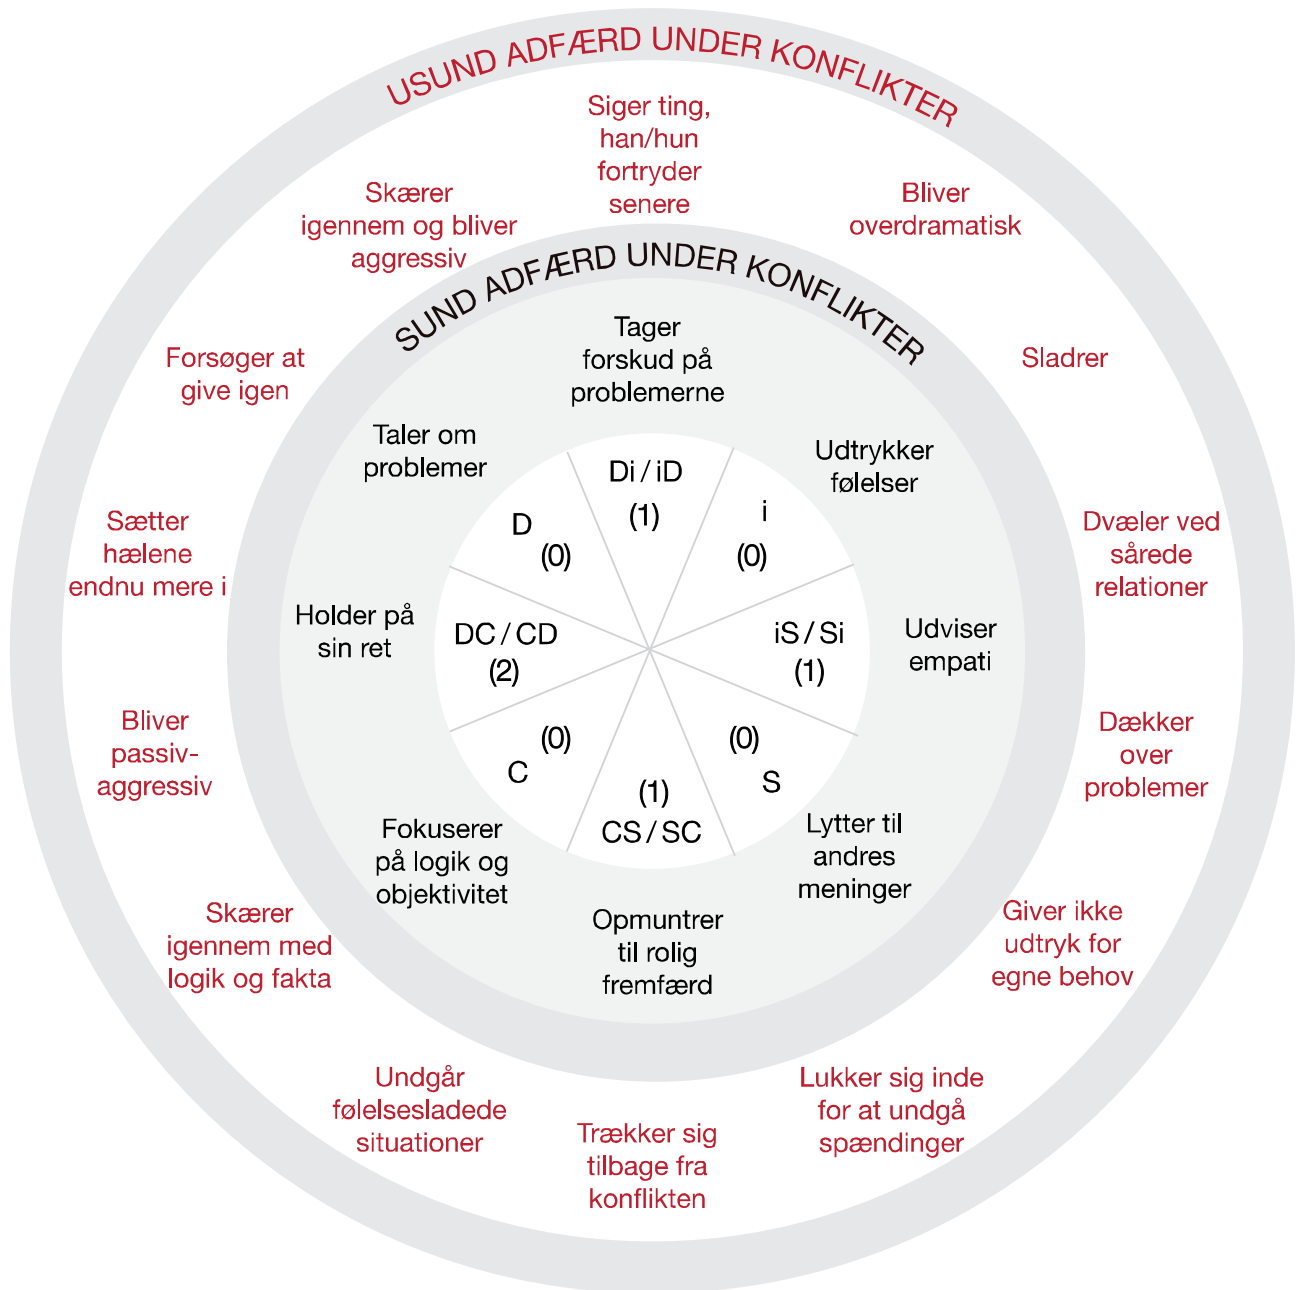 USUND ADFÆRD UNDER KONFLIKTER
Siger ting,
han/hun
fortryder
senere
Bliver
overdramatisk
Sladrer
Dvæler ved
sårede
relationer
Dækker
over
problemer
Giver ikke
udtryk for
egne behov
Lukker sig inde
for at undgå
spændinger
Trækker sig
tilbage fra
konflikten
Undgår
følelsesladede
situationer
Skærer
igennem med
logik og fakta
Bliver
passiv-
aggressiv
Sætter
hælene
endnu mere i
Forsøger at
give igen
Skærer
igennem og bliver
aggressiv
SUND ADFÆRD UNDER KONFLIKTER
Tager
forskud på
problemerne
Udtrykker
følelser
Udviser
empati
Lytter til
andres
meninger
Opmuntrer
til rolig
fremfærd
Fokuserer
på logik og
objektivitet
Holder på
sin ret
Taler om
problemer
Di / iD
(1)
i
(0)
iS / Si
(1)
(0)
S
(1)
CS / SC
(0)
C
DC / CD
(2)
D
(0)